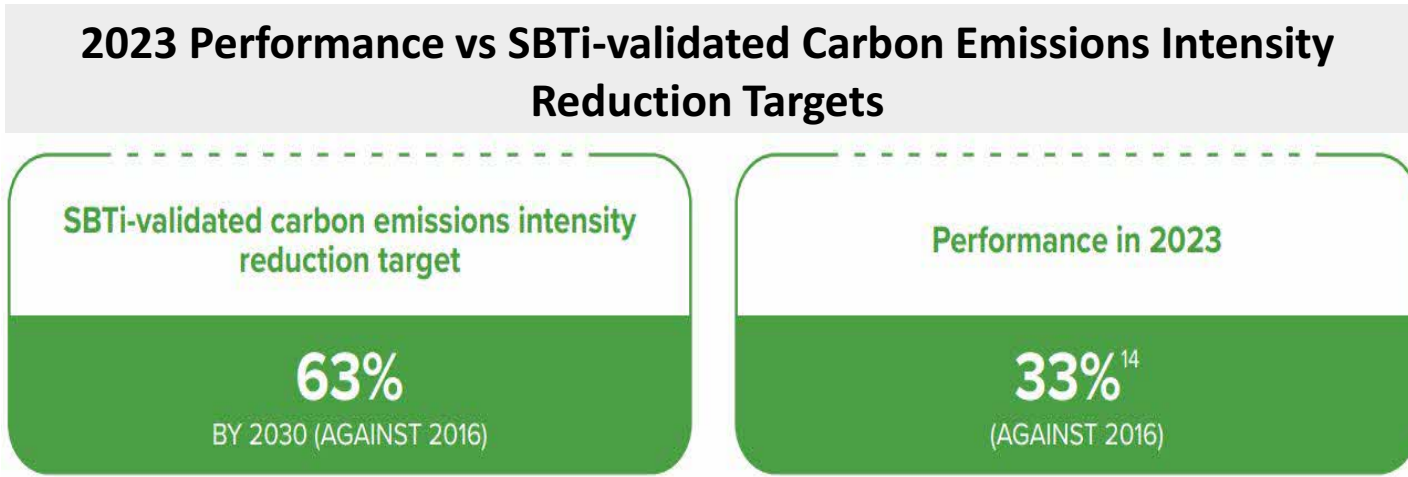 2023 Performance vs SBTi-validated Carbon Emissions Intensity
Reduction Targets
SBTi-validated carbon emissions intensity
reduction target
63%
BY 2030 (AGAINST 2016)
Performance in 2023
33%14
(AGAINST 2016)